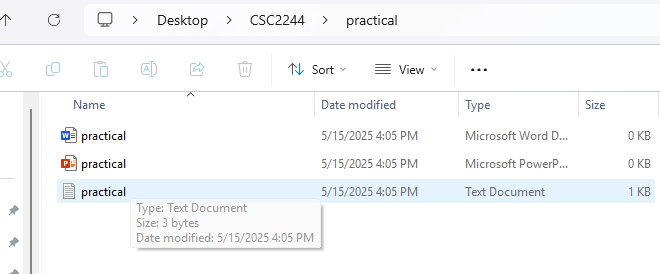 Desktop > CSC2244 > practical
Sort View ...
Name Date modified Type Size
practical 5/15/2025 4:05 PM Microsoft Word D... 0 KB
practical 5/15/2025 4:05 PM Microsoft PowerP... 0 KB
practical 5/15/2025 4:05 PM Text Document 1 KB
Type: Text Document
Size: 3 bytes
Date modified: 5/15/2025 4:05 PM